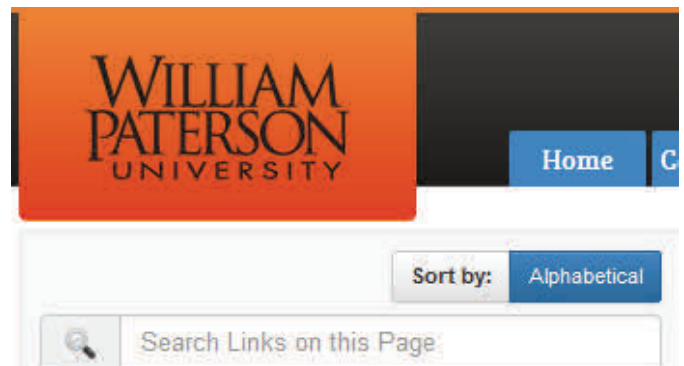 WILLIAM
PATERSON
UNIVERSITY
Home
Sort by: Alphabetical
Search Links on this Page